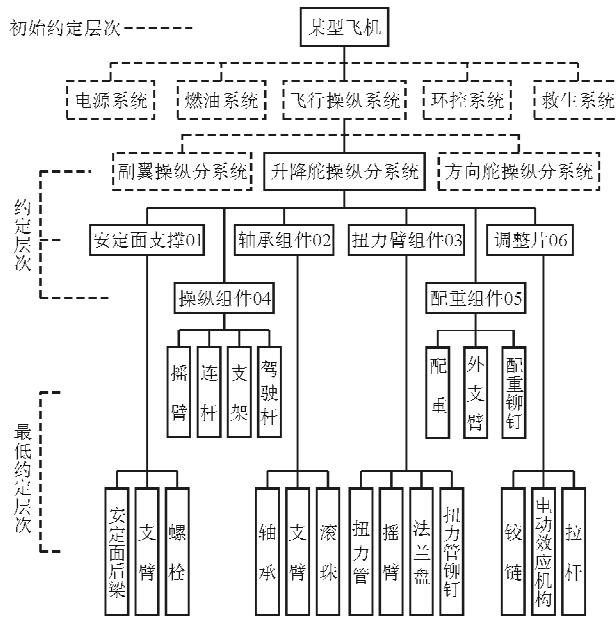 初始约定层次
某型飞机
电源系统
燃油系统
飞行操纵系统
环控系统
救生系统
副翼操纵分系统
升降舵操纵分系统
方向舵操纵分系统
约定层次
安定面支撑01
轴承组件02
扭力臂组件03
调整片06
操纵组件04
配重组件05
摇臂
连杆
支架
驾驶杆
配重
外支臂
配重铆钉
最低约定层次
安定面后梁
支臂
螺栓
轴承
支臂
滚珠
扭力管
摇臂
法兰盘
扭力管铆钉
铰链
电动效应机构
拉杆